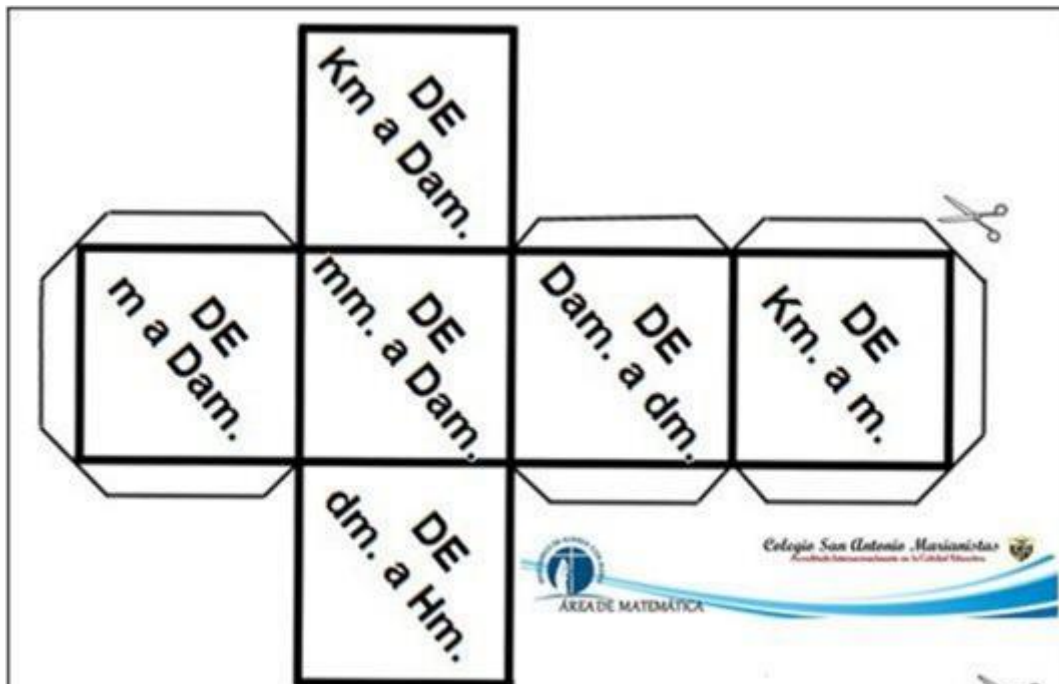 DE
Km a Dam.
DE
m a Dam.
DE
mm. a Dam.
DE
Dam. a dm.
DE
Km. a m.
DE
dm. a Hm.
Colegio San Antonio Marianistas
ÁREA DE MATEMÁTICA